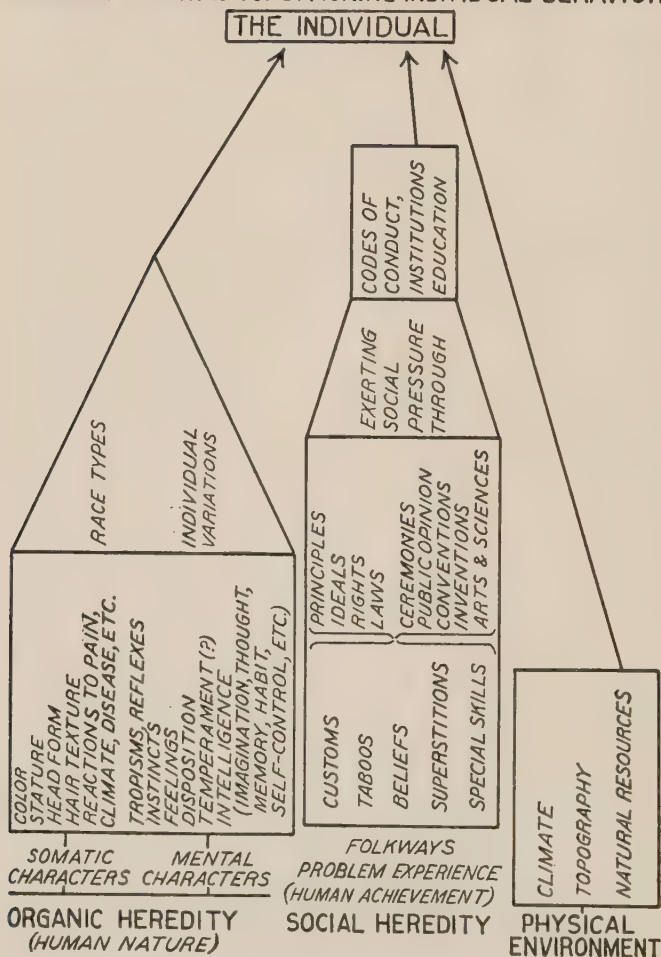 INDIVIDUAL BEHAVIOR
THE INDIVIDUAL
CODES OF
CONDUCT,
INSTITUTIONS
EDUCATION
EXERTING
SOCIAL
PRESSURE
THROUGH
RACE TYPES
INDIVIDUAL
VARIATIONS
COLOR
STATURE
HEAD FORM
HAIR TEXTURE
REACTIONS TO PAIN,
CLIMATE, DISEASE, ETC.
TROPISMS, REFLEXES
INSTINCTS
FEELINGS
DISPOSITION
TEMPERAMENT (?)
INTELLIGENCE
(IMAGINATION, THOUGHT,
MEMORY, HABIT,
SELF-CONTROL, ETC.)
SOMATIC
CHARACTERS
MENTAL
CHARACTERS
ORGANIC HEREDITY
(HUMAN NATURE)
PRINCIPLES
IDEALS
RIGHTS
LAWS
CEREMONIES
PUBLIC OPINION
CONVENTIONS
INVENTIONS
ARTS & SCIENCES
CUSTOMS
TABOOS
BELIEFS
SUPERSTITIONS
SPECIAL SKILLS
FOLKWAYS
PROBLEM EXPERIENCE
(HUMAN ACHIEVEMENT)
SOCIAL HEREDITY
CLIMATE
TOPOGRAPHY
NATURAL RESOURCES
PHYSICAL
ENVIRONMENT